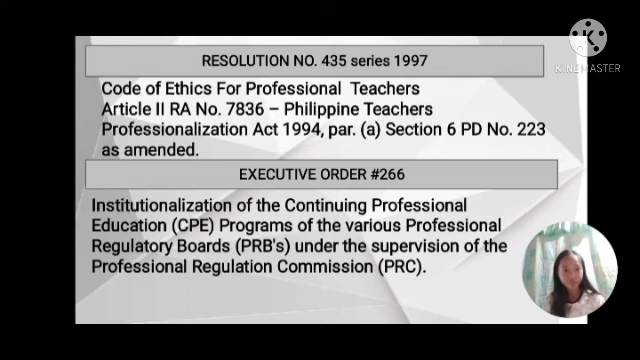 RESOLUTION NO. 435 series 1997
Code of Ethics For Professional Teachers
Article II RA No. 7836 – Philippine Teachers
Professionalization Act 1994, par. (a) Section 6 PD No. 223
as amended.
EXECUTIVE ORDER #266
Institutionalization of the Continuing Professional
Education (CPE) Programs of the various Professional
Regulatory Boards (PRB's) under the supervision of the
Professional Regulation Commission (PRC).
KINEMASTER